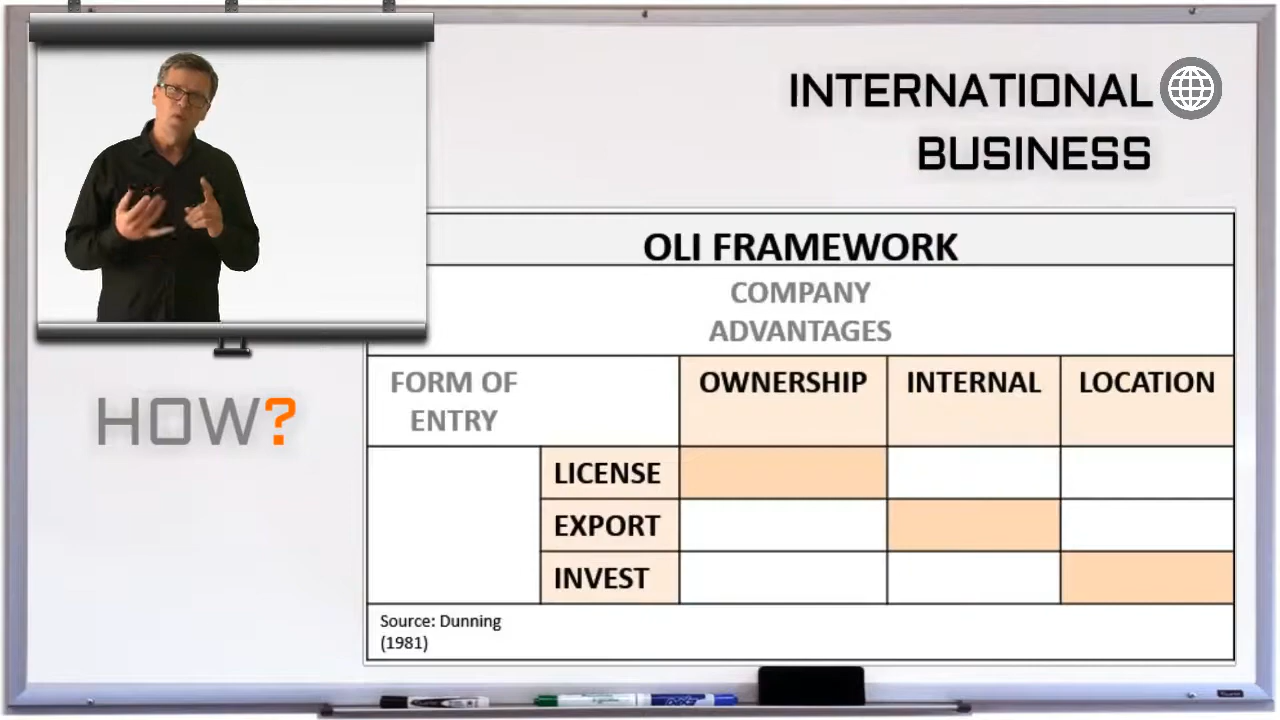 INTERNATIONAL
BUSINESS
HOW?
OLI FRAMEWORK
COMPANY
ADVANTAGES
FORM OF
ENTRY
OWNERSHIP
INTERNAL
LOCATION
LICENSE
EXPORT
INVEST
Source: Dunning
(1981)